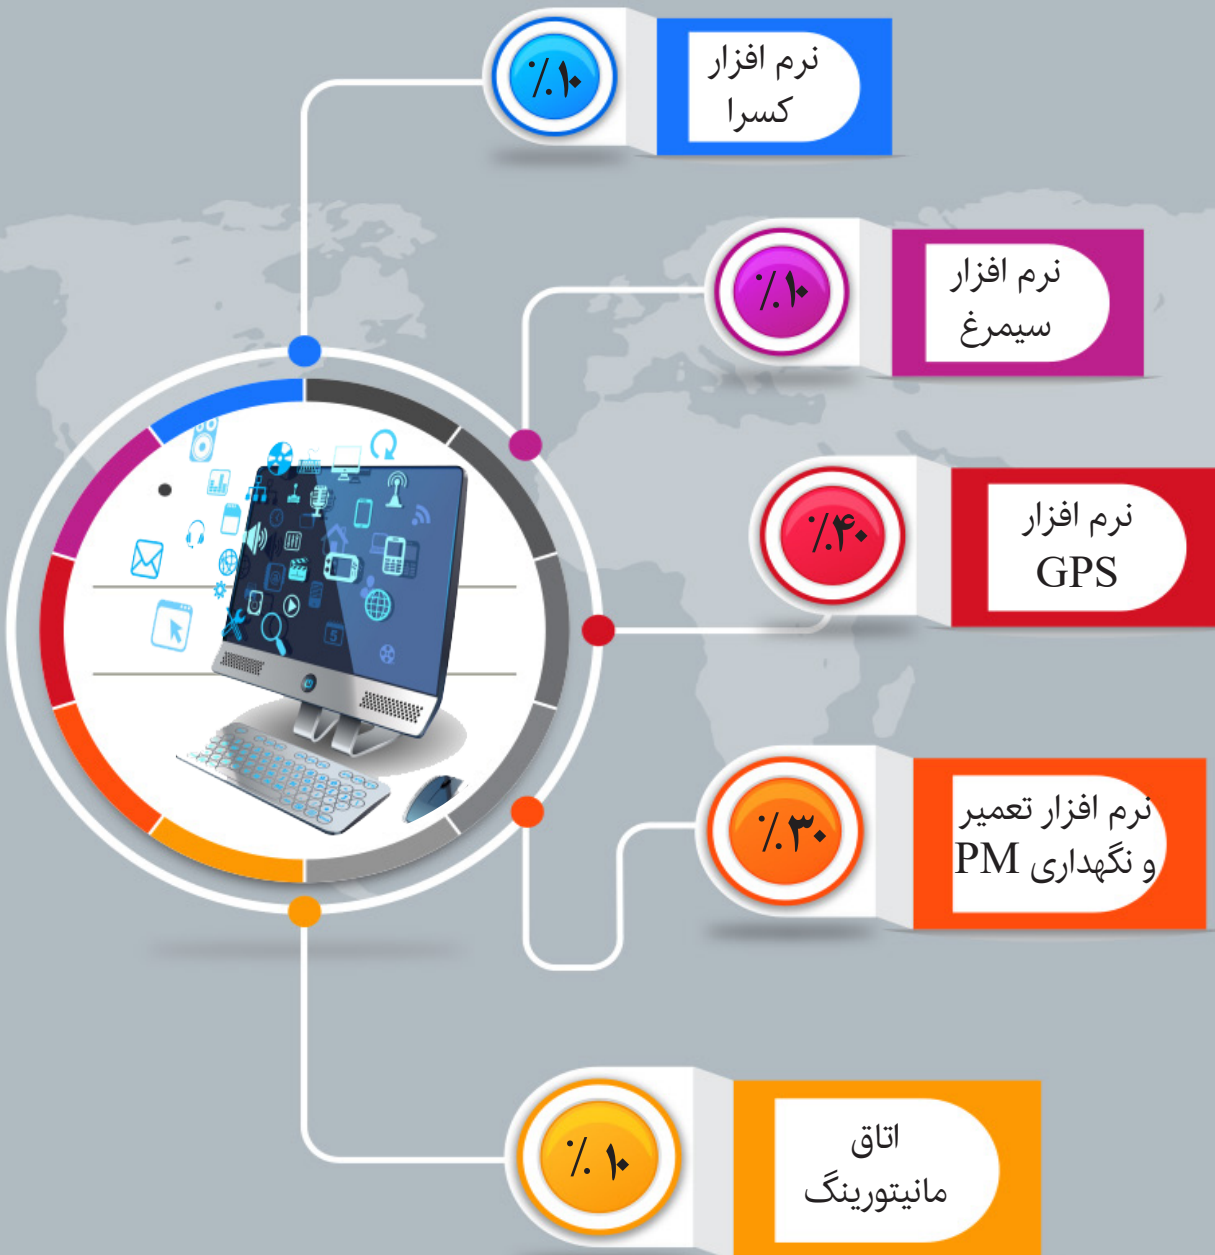 ٪۱۰
نرم افزار
کسرا
٪۱۰
نرم افزار
سیمرغ
٪۴۰
نرم افزار
GPS
٪۳۰
نرم افزار تعمیر
و نگهداری PM
٪۱۰
اتاق
مانیتورینگ